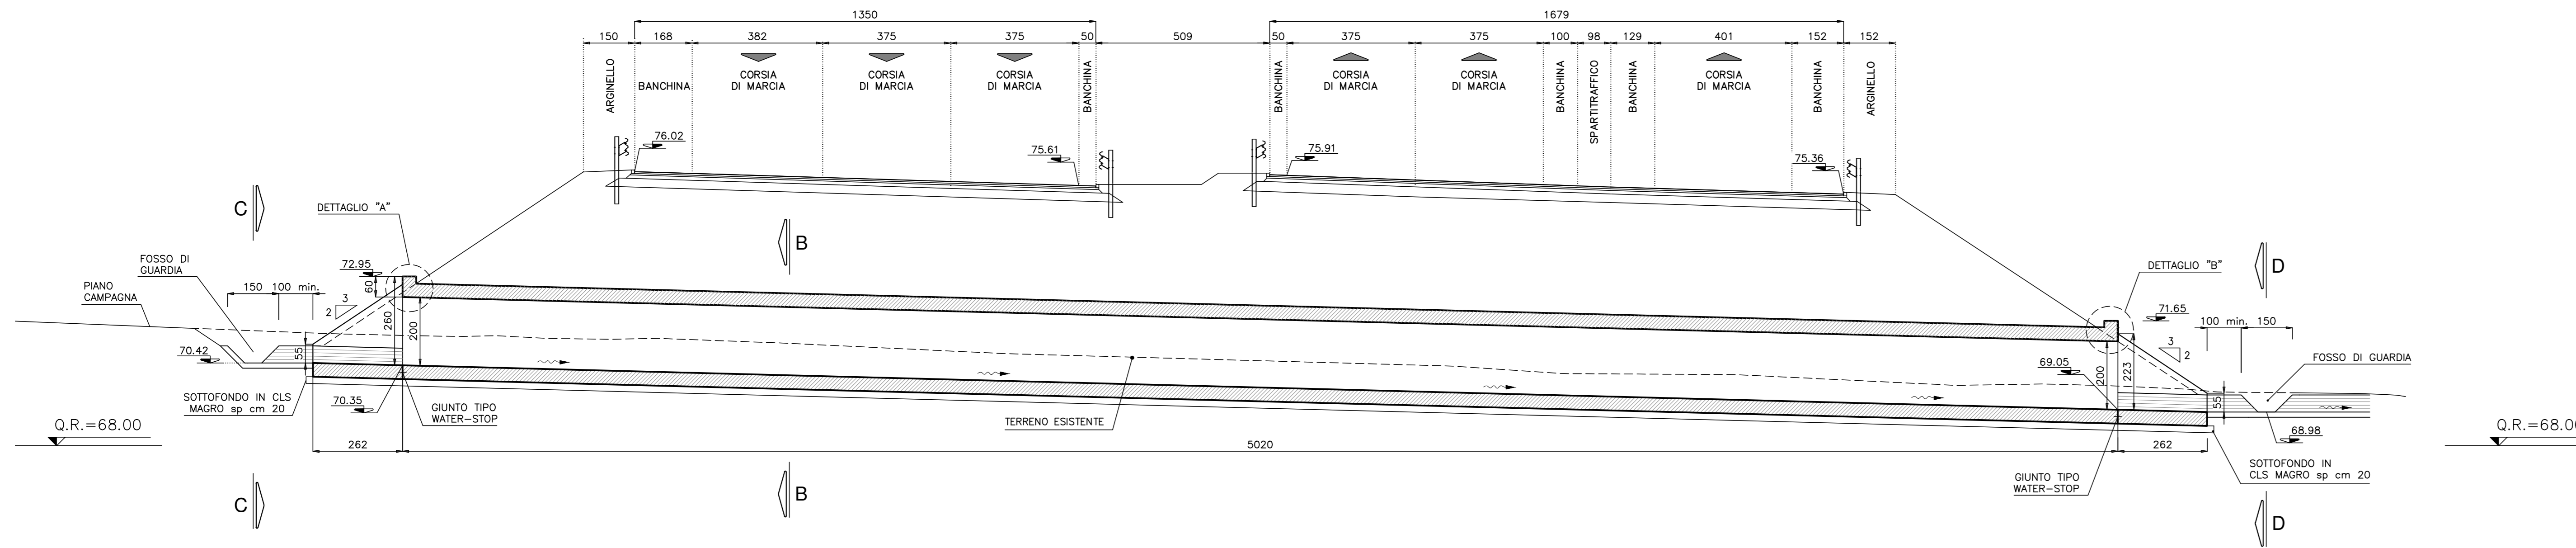 1350
1679
150
168
382
375
375
50
509
50
375
375
100
98
129
401
152
152
ARGINELLO
BANCHINA
CORSIA
DI MARCIA
CORSIA
DI MARCIA
CORSIA
DI MARCIA
BANCHINA
BANCHINA
CORSIA
DI MARCIA
CORSIA
DI MARCIA
BANCHINA
SPARTITRAFFICO
BANCHINA
CORSIA
DI MARCIA
BANCHINA
ARGINELLO
76.02
75.61
75.91
75.36
C
DETTAGLIO "A"
B
D
DETTAGLIO "B"
FOSSO DI
GUARDIA
72.95
60
PIANO
CAMPAGNA
150
100 min.
3
2
260
200
55
70.42
71.65
100 min.
150
3
2
FOSSO DI GUARDIA
69.05
200
223
55
SOTTOFONDO IN CLS
MAGRO sp cm 20
70.35
GIUNTO TIPO
WATER-STOP
TERRENO ESISTENTE
68.98
Q.R.=68.00
Q.R.=68.00
262
5020
262
SOTTOFONDO IN
CLS MAGRO sp cm 20
GIUNTO TIPO
WATER-STOP
C
B
D